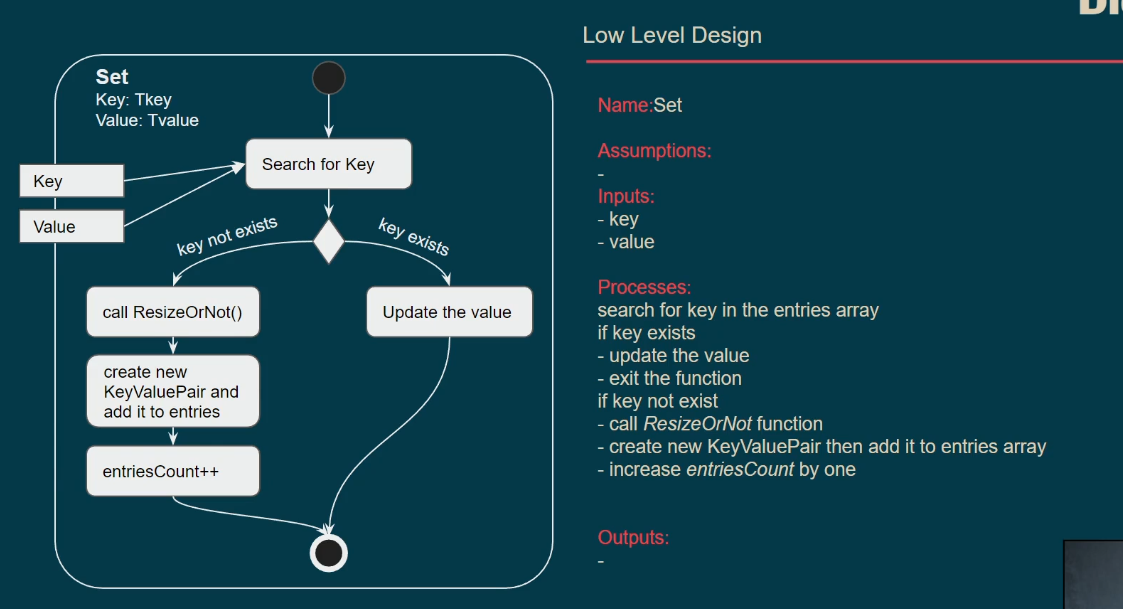 Low Level Design
Set
Key: Tkey
Value: Tvalue
Key
Value
Search for Key
key not exists
key exists
call ResizeOrNot()
Update the value
create new
KeyValuePair and
add it to entries
entriesCount++
Name:Set
Assumptions:
-
Inputs:
- key
- value
Processes:
search for key in the entries array
if key exists
- update the value
- exit the function
if key not exist
- call ResizeOrNot function
- create new KeyValuePair then add it to entries array
- increase entriesCount by one
Outputs:
-